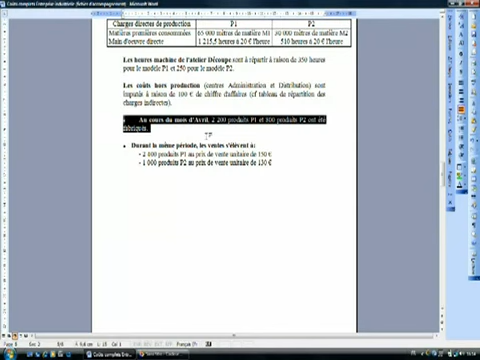 Coûts complets Entreprise industrielle (fichier d'accompagnement) - Microsoft Word
Charges directes de production P1 P2
Matières premières consommées 65 000 mètres de matière M1 30 000 mètres de matière M2
Main d'oeuvre directe 1 215,5 heures à 20 € l'heure 510 heures à 20 € l'heure
Les heures machine de l'atelier Découpe sont à répartir à raison de 350 heures
pour le modèle P1 et 250 pour le modèle P2.
Les coûts hors production (centres Administration et Distribution) sont
imputés à raison de 100 € de chiffre d'affaires (cf tableau de répartition des
charges indirectes).
Au cours du mois d'Avril, 2 200 produits P1 et 800 produits P2 ont été
fabriqués.
• Durant la même période, les ventes s'élèvent à:
- 2 000 produits P1 au prix de vente unitaire de 150 €
- 1 000 produits P2 au prix de vente unitaire de 130 €
Français